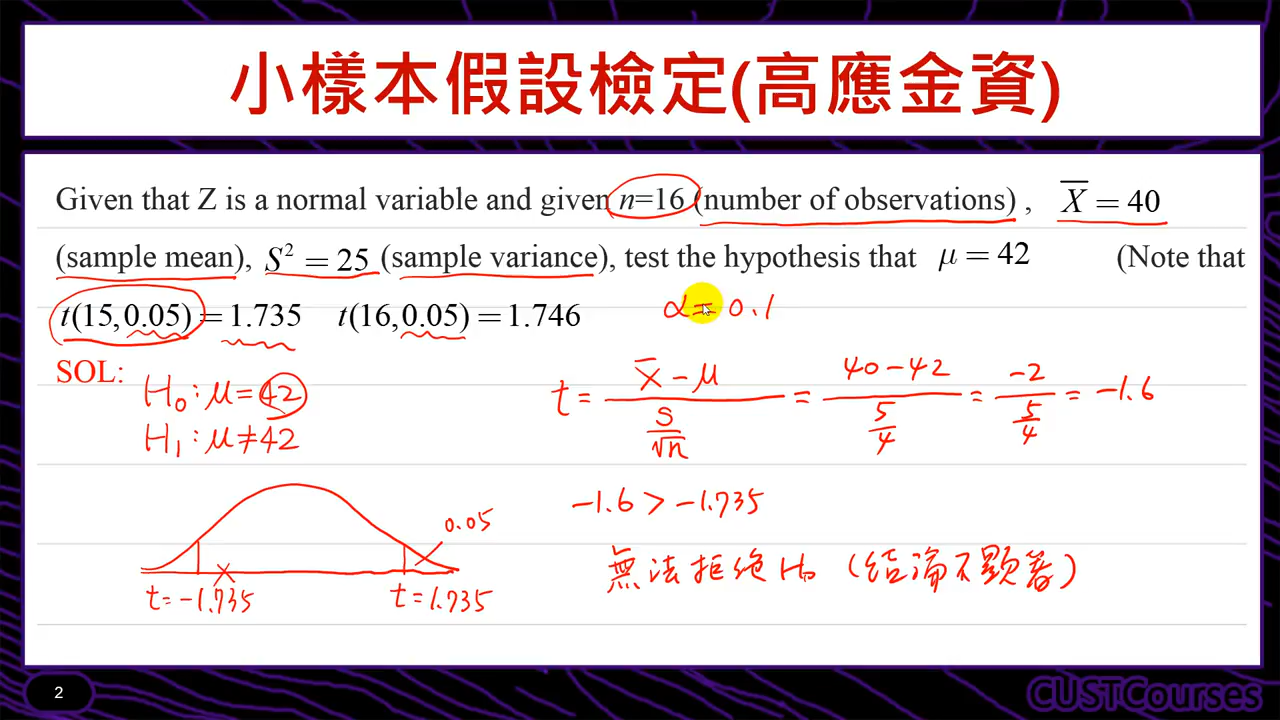 小樣本假設檢定(高應金資)
Given that Z is a normal variable and given n=16 (number of observations) , X̅ = 40
(sample mean), S² = 25 (sample variance), test the hypothesis that μ = 42 (Note that
t(15,0.05) = 1.735 t(16,0.05) = 1.746 α = 0.1
SOL:
H₀ : μ = 42
H₁ : μ ≠ 42
t = (X̅ − μ) / (S/√n) = (40 − 42) / (5/4) = −2 / (5/4) = −1.6
−1.6 > −1.735
0.05
無法拒絕 H₀ (結論不顯著)
t = −1.735 t = 1.735
2
CUSTCourses